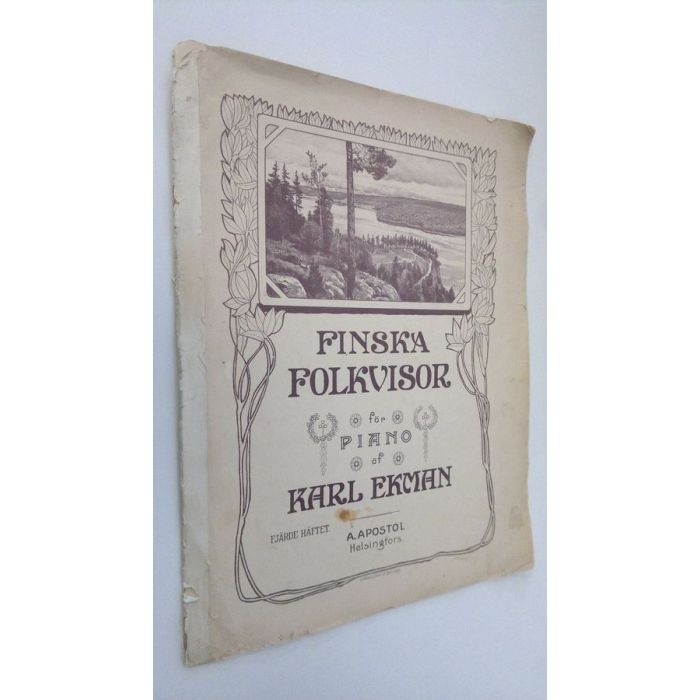 FINSKA
FOLKVISOR
för
PIANO
af
KARL EKMAN
FJÄRDE HÄFTET.
A. APOSTOL
Helsingfors.